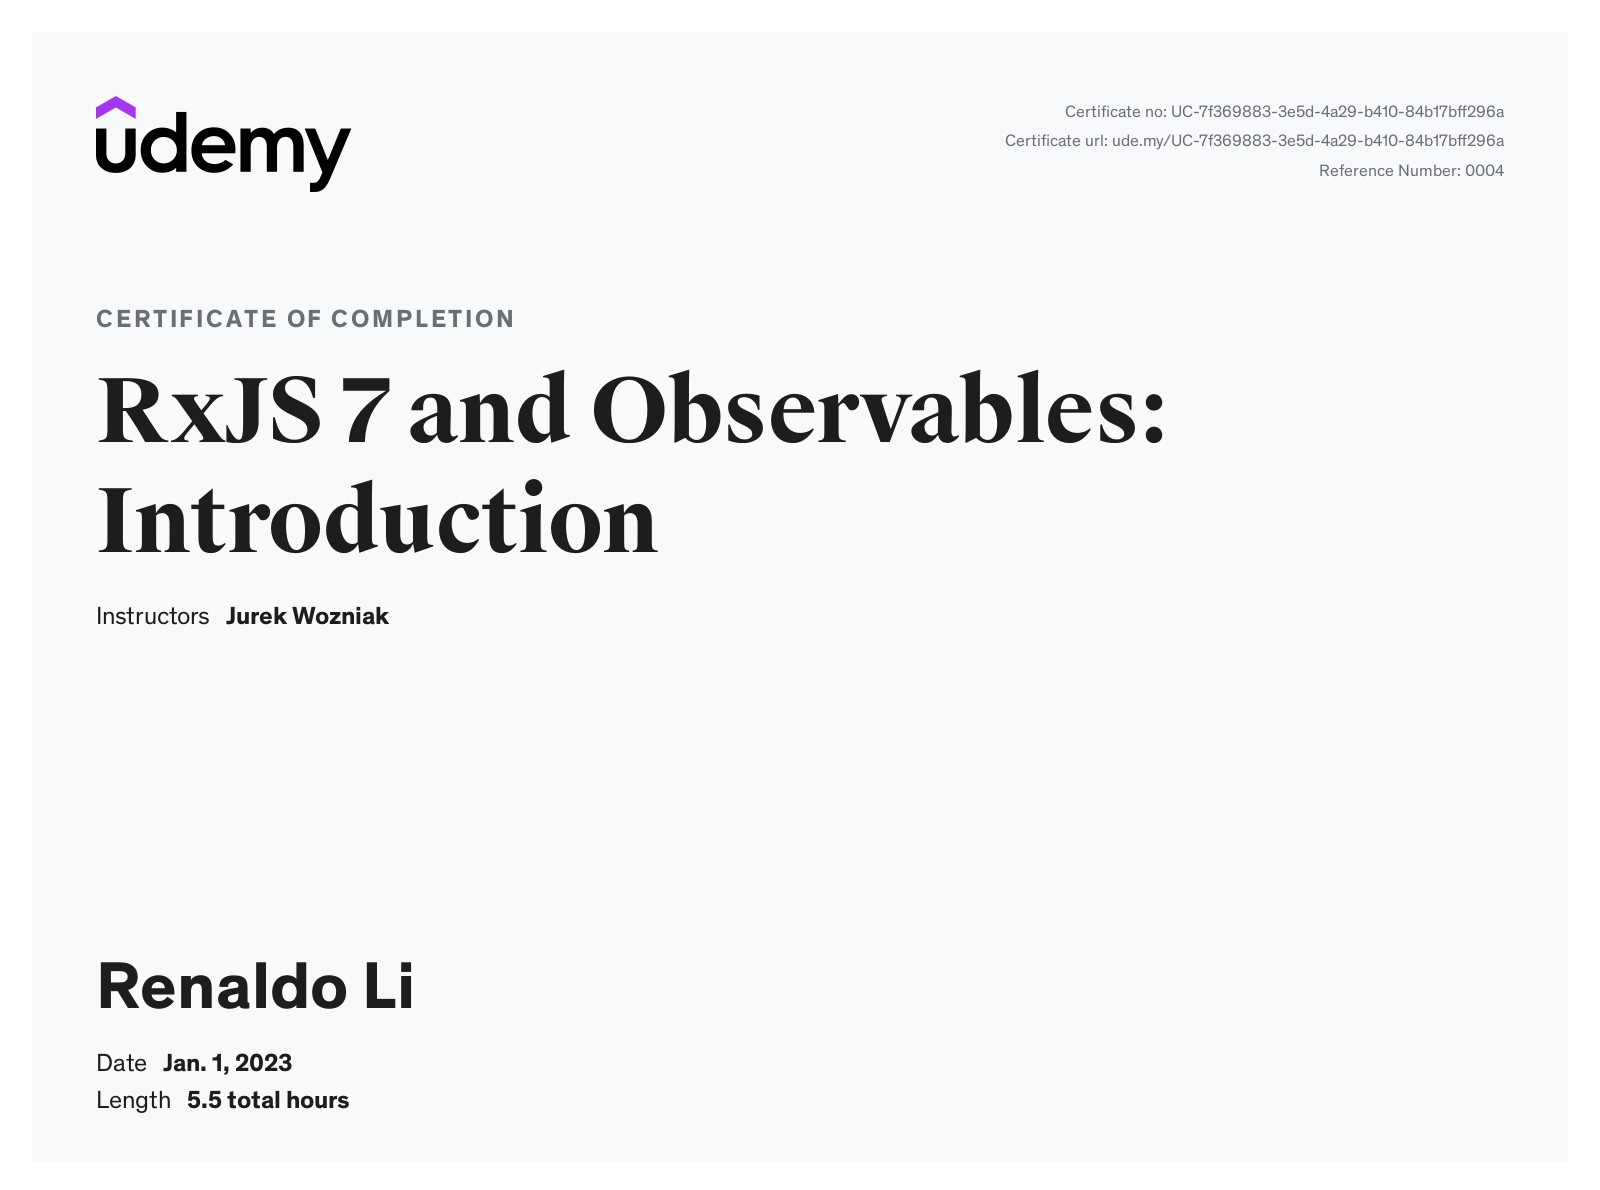 udemy
Certificate no: UC-7f369883-3e5d-4a29-b410-84b17bff296a
Certificate url: ude.my/UC-7f369883-3e5d-4a29-b410-84b17bff296a
Reference Number: 0004
CERTIFICATE OF COMPLETION
RxJS 7 and Observables:
Introduction
Instructors Jurek Wozniak
Renaldo Li
Date Jan. 1, 2023
Length 5.5 total hours